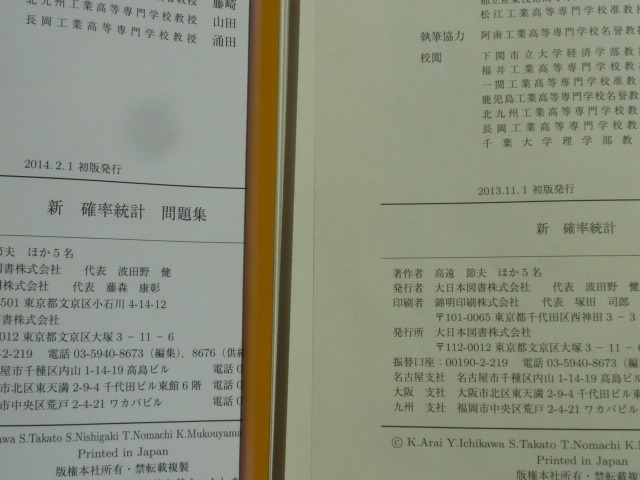 藤崎
北九州工業高等専門学校教授
山田
長岡工業高等専門学校教授
涌田
2014.2.1 初版発行
新 確率統計 問題集
節夫 ほか5名
図書株式会社 代表 波田野 健
株式会社 代表 藤森 康彰
501 東京都文京区小石川 4-14-12
図書株式会社
0012 東京都文京区大塚 3-11-6
0-2-219 電話 03-5940-8673(編集), 8676(供給
屋市千種区内山 1-14-19 高島ビル 電話 0
市北区東天満 2-9-4 千代田ビル東館 6 階 電話 0
市中央区荒戸 2-4-21 ワカバビル 電話 0
awa S.Takato S.Nishigaki T.Nomachi K.Mukouyama
Printed in Japan
版権本社所有・禁転載複製
松江工業高等専門学校准教
執筆協力 阿南工業高等専門学校名誉教
校閲 下関市立大学経済学部教
福井工業高等専門学校教
一関工業高等専門学校准教
鹿児島工業高等専門学校名誉教
北九州工業高等専門学校教
長岡工業高等専門学校教
千葉大学理学部教
2013.11.1 初版発行
新 確率統計
著作者 高遠 節夫 ほか5名
発行者 大日本図書株式会社 代表 波田野 健
印刷者 錦明印刷株式会社 代表 塚田 司郎
〒101-0065 東京都千代田区西神田 3-3
発行所 大日本図書株式会社
〒112-0012 東京都文京区大塚 3-11-6
振替口座:00190-2-219 電話 03-5940-8673(
名古屋支社 名古屋市千種区内山 1-14-19 高島ビル
大阪 支社 大阪市北区東天満 2-9-4 千代田ビル東
九州 支社 福岡市中央区荒戸 2-4-21 ワカバビル
© K.Arai Y.Ichikawa S.Takato T.Nomachi K.
Printed in Japan
版権本社所有・禁転載複製